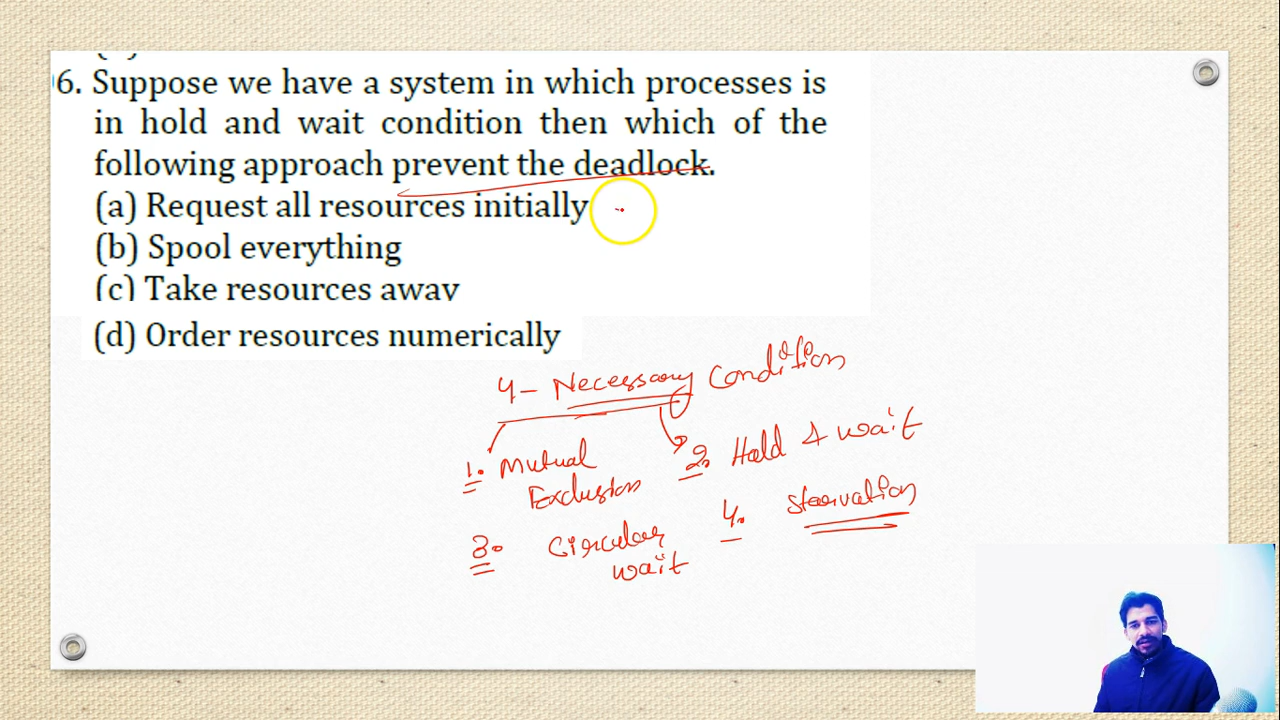 6. Suppose we have a system in which processes is
in hold and wait condition then which of the
following approach prevent the deadlock.
(a) Request all resources initially
(b) Spool everything
(c) Take resources away
(d) Order resources numerically
4- Necessary Condition
1. Mutual Exclusion
2. Hold & wait
3. Circular wait
4. Starvation